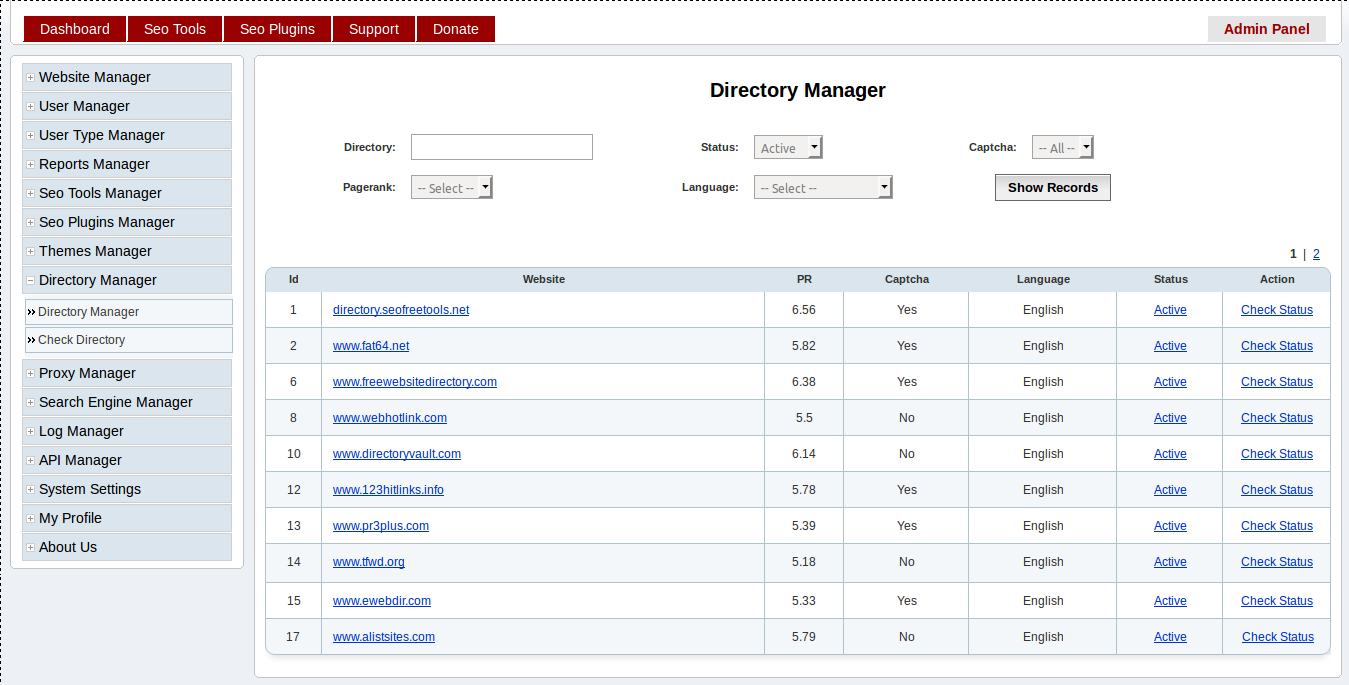 Dashboard Seo Tools Seo Plugins Support Donate Admin Panel
Website Manager
User Manager
User Type Manager
Reports Manager
Seo Tools Manager
Seo Plugins Manager
Themes Manager
Directory Manager
Directory Manager
Check Directory
Proxy Manager
Search Engine Manager
Log Manager
API Manager
System Settings
My Profile
About Us
Directory Manager
Directory: Status: Active Captcha: -- All --
Pagerank: -- Select -- Language: -- Select -- Show Records
1 | 2
Id Website PR Captcha Language Status Action
1 directory.seofreetools.net 6.56 Yes English Active Check Status
2 www.fat64.net 5.82 Yes English Active Check Status
6 www.freewebsitedirectory.com 6.38 Yes English Active Check Status
8 www.webhotlink.com 5.5 No English Active Check Status
10 www.directoryvault.com 6.14 No English Active Check Status
12 www.123hitlinks.info 5.78 Yes English Active Check Status
13 www.pr3plus.com 5.39 Yes English Active Check Status
14 www.tfwd.org 5.18 No English Active Check Status
15 www.ewebdir.com 5.33 Yes English Active Check Status
17 www.alistsites.com 5.79 No English Active Check Status